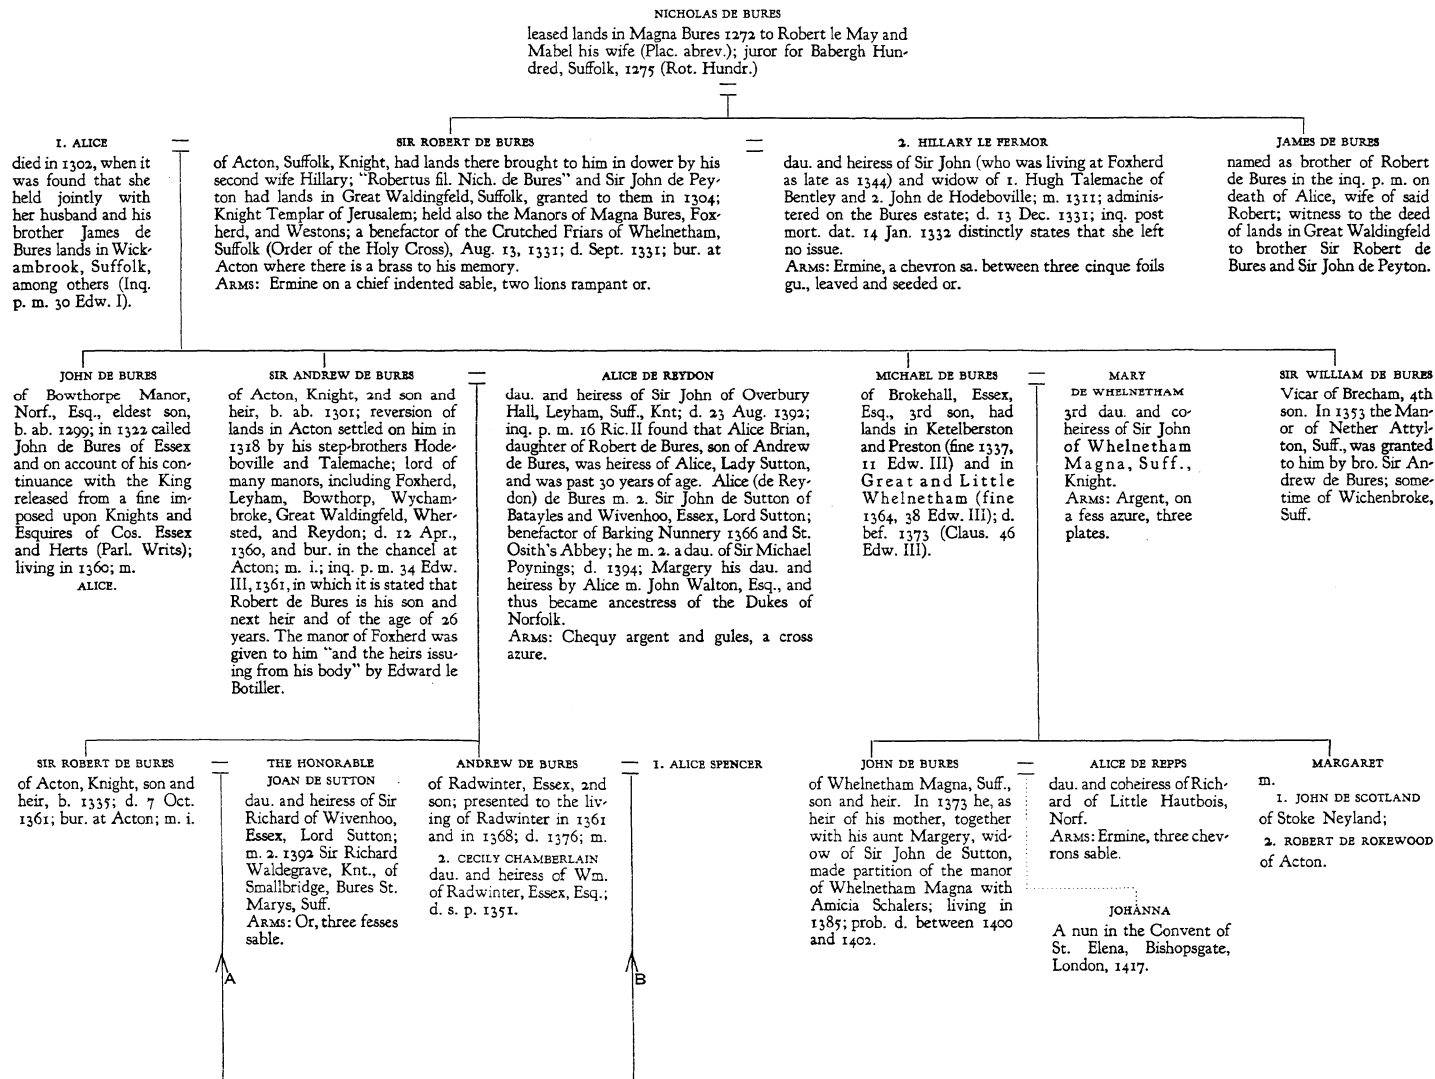 NICHOLAS DE BURES
leased lands in Magna Bures 1272 to Robert le May and
Mabel his wife (Plac. abrev.); juror for Babergh Hun-
dred, Suffolk, 1275 (Rot. Hundr.)
1. ALICE
died in 1302, when it
was found that she
held jointly with
her husband and his
brother James de
Bures lands in Wick-
ambrook, Suffolk,
among others (Inq.
p. m. 30 Edw. I).
SIR ROBERT DE BURES
of Acton, Suffolk, Knight, had lands there brought to him in dower by his
second wife Hillary; "Robertus fil. Nich. de Bures" and Sir John de Pey-
ton had lands in Great Waldingfeld, Suffolk, granted to them in 1304;
Knight Templar of Jerusalem; held also the Manors of Magna Bures, Fox-
herd, and Westons; a benefactor of the Crutched Friars of Whelnetham,
Suffolk (Order of the Holy Cross), Aug. 13, 1331; d. Sept. 1331; bur. at
Acton where there is a brass to his memory.
ARMS: Ermine on a chief indented sable, two lions rampant or.
2. HILLARY LE FERMOR
dau. and heiress of Sir John (who was living at Foxherd
as late as 1344) and widow of 1. Hugh Talemache of
Bentley and 2. John de Hodeboville; m. 1311; adminis-
tered on the Bures estate; d. 13 Dec. 1331; inq. post
mort. dat. 14 Jan. 1332 distinctly states that she left
no issue.
ARMS: Ermine, a chevron sa. between three cinque foils
gu., leaved and seeded or.
JAMES DE BURES
named as brother of Robert
de Bures in the inq. p. m. on
death of Alice, wife of said
Robert; witness to the deed
of lands in Great Waldingfeld
to brother Sir Robert de
Bures and Sir John de Peyton.
JOHN DE BURES
of Bowthorpe Manor,
Norf., Esq., eldest son,
b. ab. 1299; in 1322 called
John de Bures of Essex
and on account of his con-
tinuance with the King
released from a fine im-
posed upon Knights and
Esquires of Cos. Essex
and Herts (Parl. Writs);
living in 1360; m.
ALICE.
SIR ANDREW DE BURES
of Acton, Knight, 2nd son and
heir, b. ab. 1301; reversion of
lands in Acton settled on him in
1318 by his step-brothers Hode-
boville and Talemache; lord of
many manors, including Foxherd,
Leyham, Bowthorp, Wycham-
broke, Great Waldingfeld, Wher-
sted, and Reydon; d. 12 Apr.,
1360, and bur. in the chancel at
Acton; m. i.; inq. p. m. 34 Edw.
III, 1361, in which it is stated that
Robert de Bures is his son and
next heir and of the age of 26
years. The manor of Foxherd was
given to him "and the heirs issu-
ing from his body" by Edward le
Botiller.
ALICE DE REYDON
dau. and heiress of Sir John of Overbury
Hall, Leyham, Suff., Knt; d. 23 Aug. 1392;
inq. p. m. 16 Ric. II found that Alice Brian,
daughter of Robert de Bures, son of Andrew
de Bures, was heiress of Alice, Lady Sutton,
and was past 30 years of age. Alice (de Rey-
don) de Bures m. 2. Sir John de Sutton of
Batayles and Wivenhoo, Essex, Lord Sutton;
benefactor of Barking Nunnery 1366 and St.
Osith's Abbey; he m. 2. a dau. of Sir Michael
Poynings; d. 1394; Margery his dau. and
heiress by Alice m. John Walton, Esq., and
thus became ancestress of the Dukes of
Norfolk.
ARMS: Chequy argent and gules, a cross
azure.
MICHAEL DE BURES
of Brokehall, Essex,
Esq., 3rd son, had
lands in Ketelberston
and Preston (fine 1337,
11 Edw. III) and in
Great and Little
Whelnetham (fine
1364, 38 Edw. III); d.
bef. 1373 (Claus. 46
Edw. III).
MARY
DE WHELNETHAM
3rd dau. and co-
heiress of Sir John
of Whelnetham
Magna, Suff.,
Knight.
ARMS: Argent, on
a fess azure, three
plates.
SIR WILLIAM DE BURES
Vicar of Brecham, 4th
son. In 1353 the Man-
or of Nether Attyl-
ton, Suff., was granted
to him by bro. Sir An-
drew de Bures; some-
time of Wichenbroke,
Suff.
SIR ROBERT DE BURES
of Acton, Knight, son and
heir, b. 1335; d. 7 Oct.
1361; bur. at Acton; m. i.
THE HONORABLE
JOAN DE SUTTON
dau. and heiress of Sir
Richard of Wivenhoo,
Essex, Lord Sutton;
m. 2. 1392 Sir Richard
Waldegrave, Knt., of
Smallbridge, Bures St.
Marys, Suff.
ARMS: Or, three fesses
sable.
ANDREW DE BURES
of Radwinter, Essex, 2nd
son; presented to the liv-
ing of Radwinter in 1361
and in 1368; d. 1376; m.
2. CECILY CHAMBERLAIN
dau. and heiress of Wm.
of Radwinter, Essex, Esq.;
d. s. p. 1351.
1. ALICE SPENCER
JOHN DE BURES
of Whelnetham Magna, Suff.,
son and heir. In 1373 he, as
heir of his mother, together
with his aunt Margery, wid-
ow of Sir John de Sutton,
made partition of the manor
of Whelnetham Magna with
Amicia Schalers; living in
1385; prob. d. between 1400
and 1402.
ALICE DE REPPS
dau. and coheiress of Rich-
ard of Little Hautbois,
Norf.
ARMS: Ermine, three chev-
rons sable.
JOHANNA
A nun in the Convent of
St. Elena, Bishopsgate,
London, 1417.
MARGARET
m.
1. JOHN DE SCOTLAND
of Stoke Neyland;
2. ROBERT DE ROKEWOOD
of Acton.
A
B